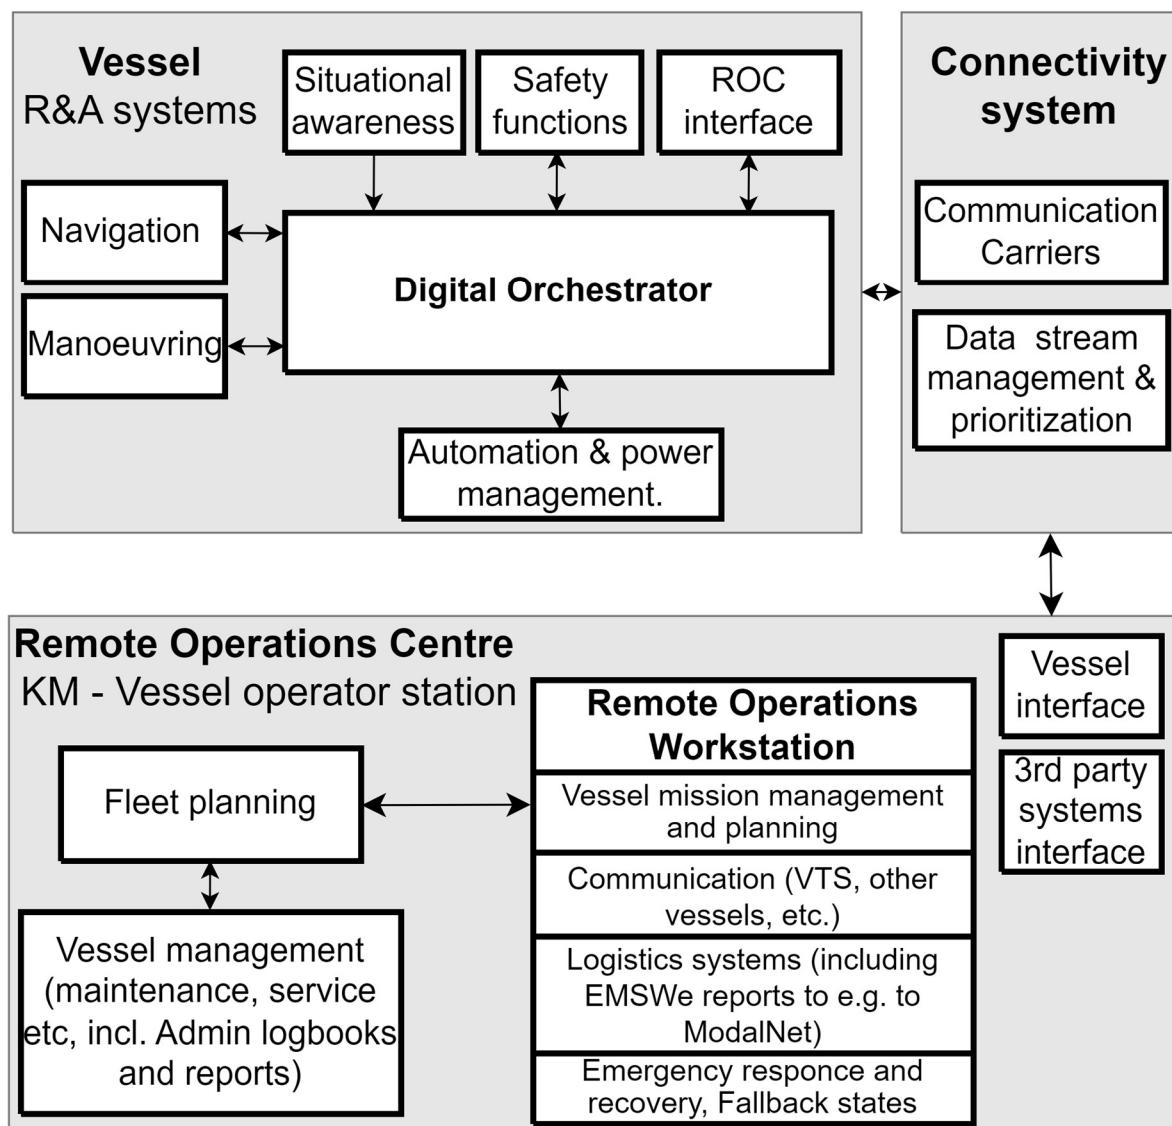 Vessel
R&A systems
Situational
awareness
Safety
functions
ROC
interface
Navigation
Manoeuvring
Digital Orchestrator
Automation & power
management.
Connectivity
system
Communication
Carriers
Data stream
management &
prioritization
Remote Operations Centre
KM - Vessel operator station
Fleet planning
Vessel management
(maintenance, service
etc, incl. Admin logbooks
and reports)
Remote Operations
Workstation
Vessel mission management
and planning
Communication (VTS, other
vessels, etc.)
Logistics systems (including
EMSWe reports to e.g. to
ModalNet)
Emergency responce and
recovery, Fallback states
Vessel
interface
3rd party
systems
interface